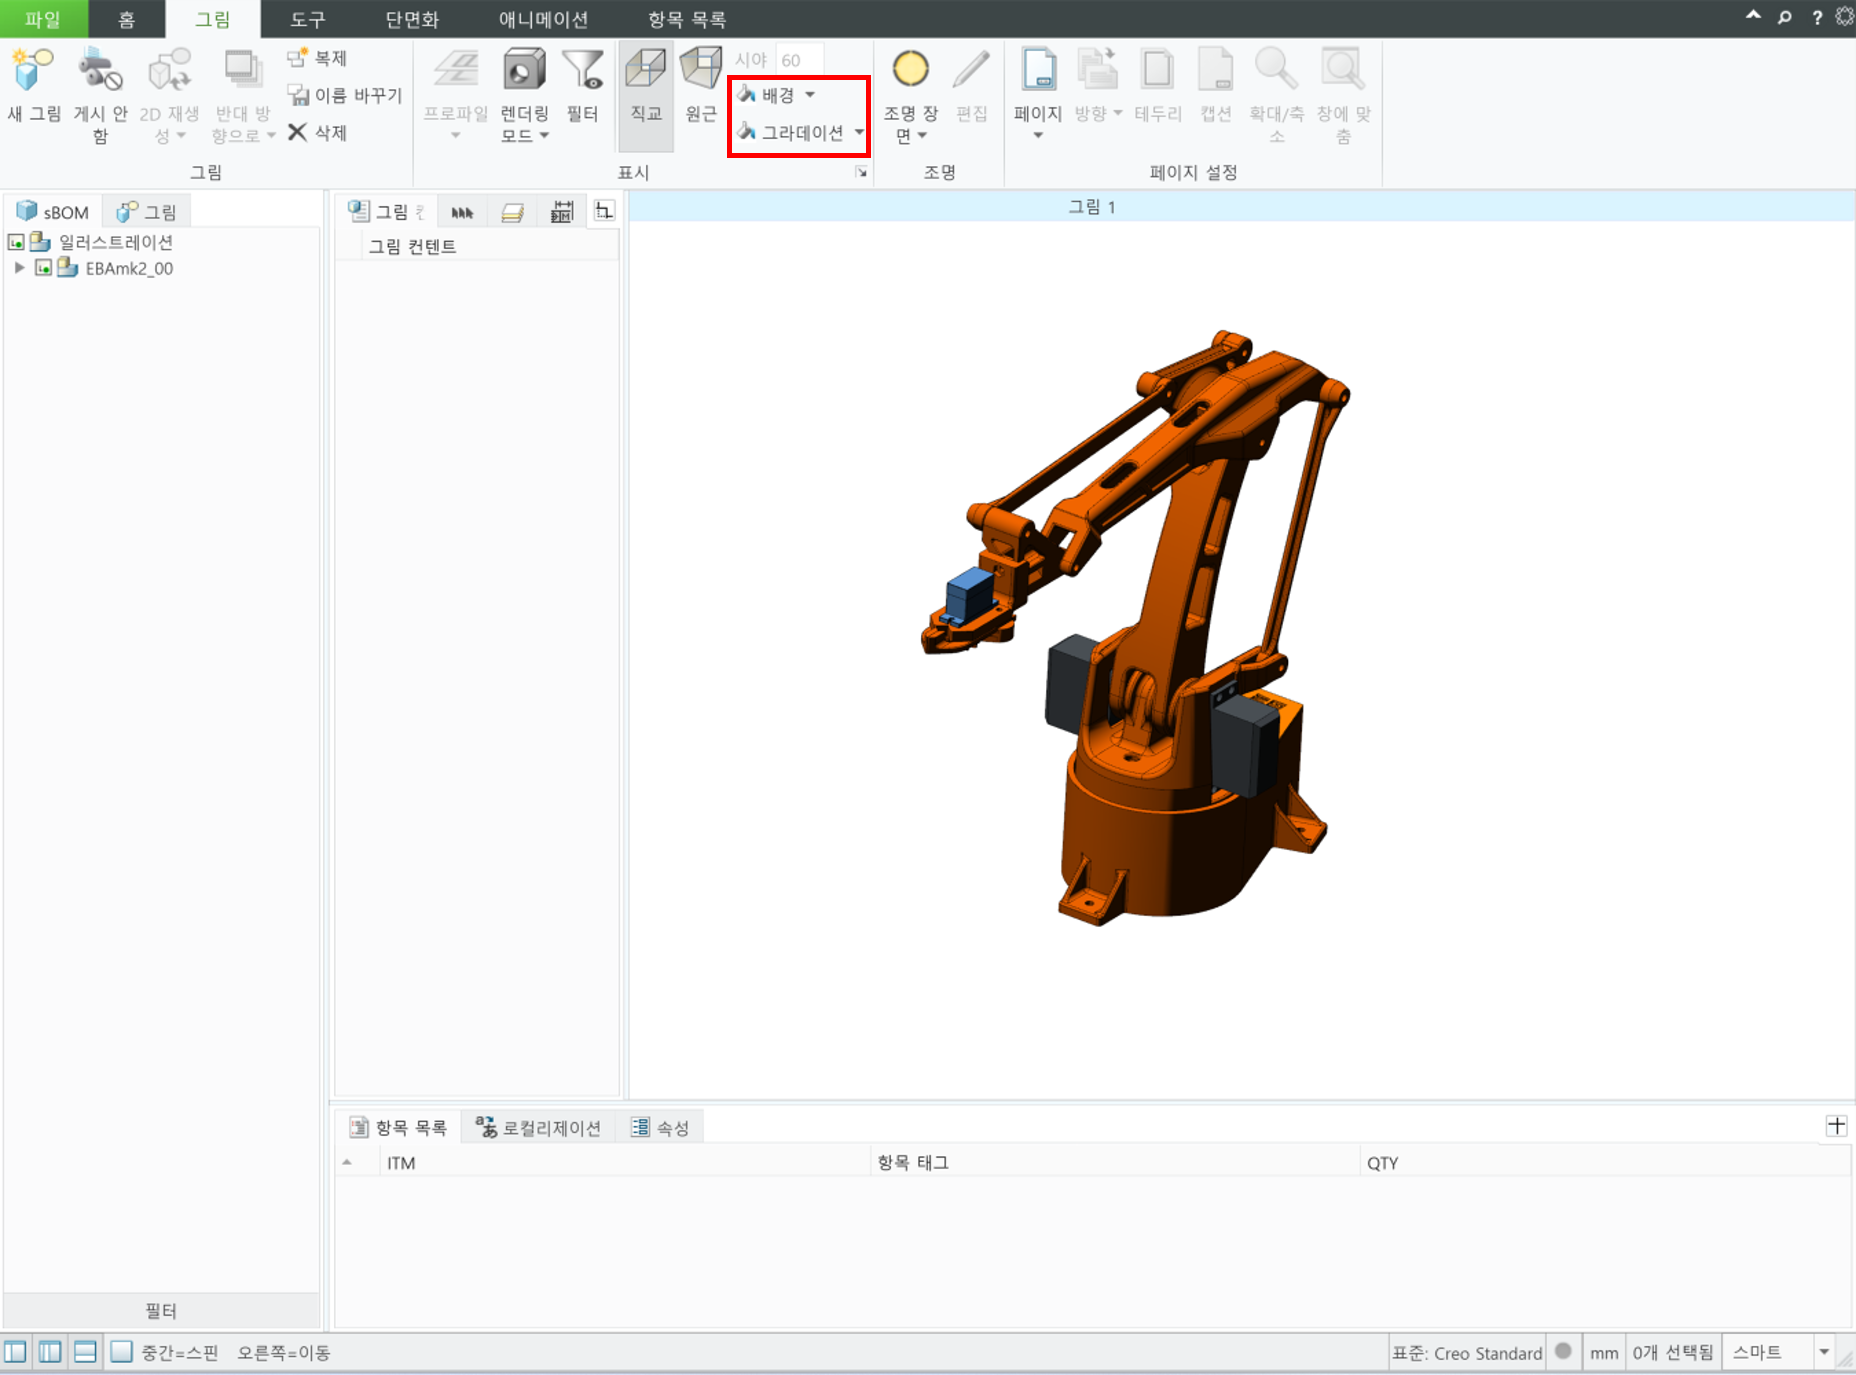 파일 홈 그림 도구 단면화 애니메이션 항목 목록 ?
새 그림
게시 안
함
2D 재생
성
반대 방
향으로
복제
이름 바꾸기
삭제
그림
프로파일
렌더링
모드
필터
직교
원근
시야 60
배경
그라데이션
표시
조명 장
면
편집
조명
페이지
방향
테두리
캡션
확대/축
소
창에 맞
춤
페이지 설정
sBOM 그림
일러스트레이션
EBAmk2_00
필터
그림
그림 컨텐트
그림 1
항목 목록 로컬리제이션 속성
ITM 항목 태그 QTY
중간=스핀 오른쪽=이동
표준: Creo Standard mm 0개 선택됨 스마트